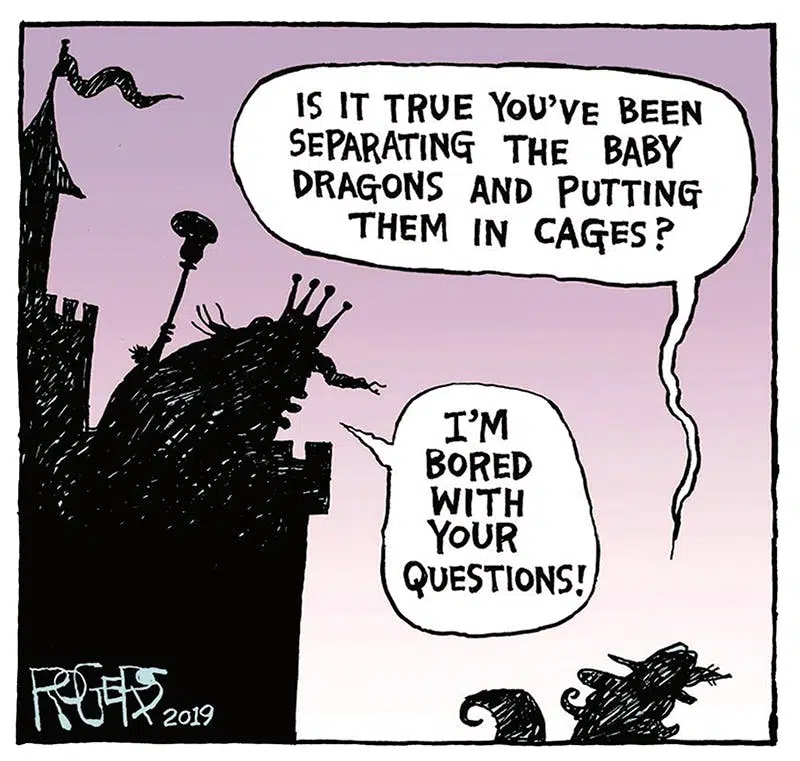 IS IT TRUE YOU'VE BEEN
SEPARATING THE BABY
DRAGONS AND PUTTING
THEM IN CAGES?
I'M
BORED
WITH
YOUR
QUESTIONS!
ROGERS 2019